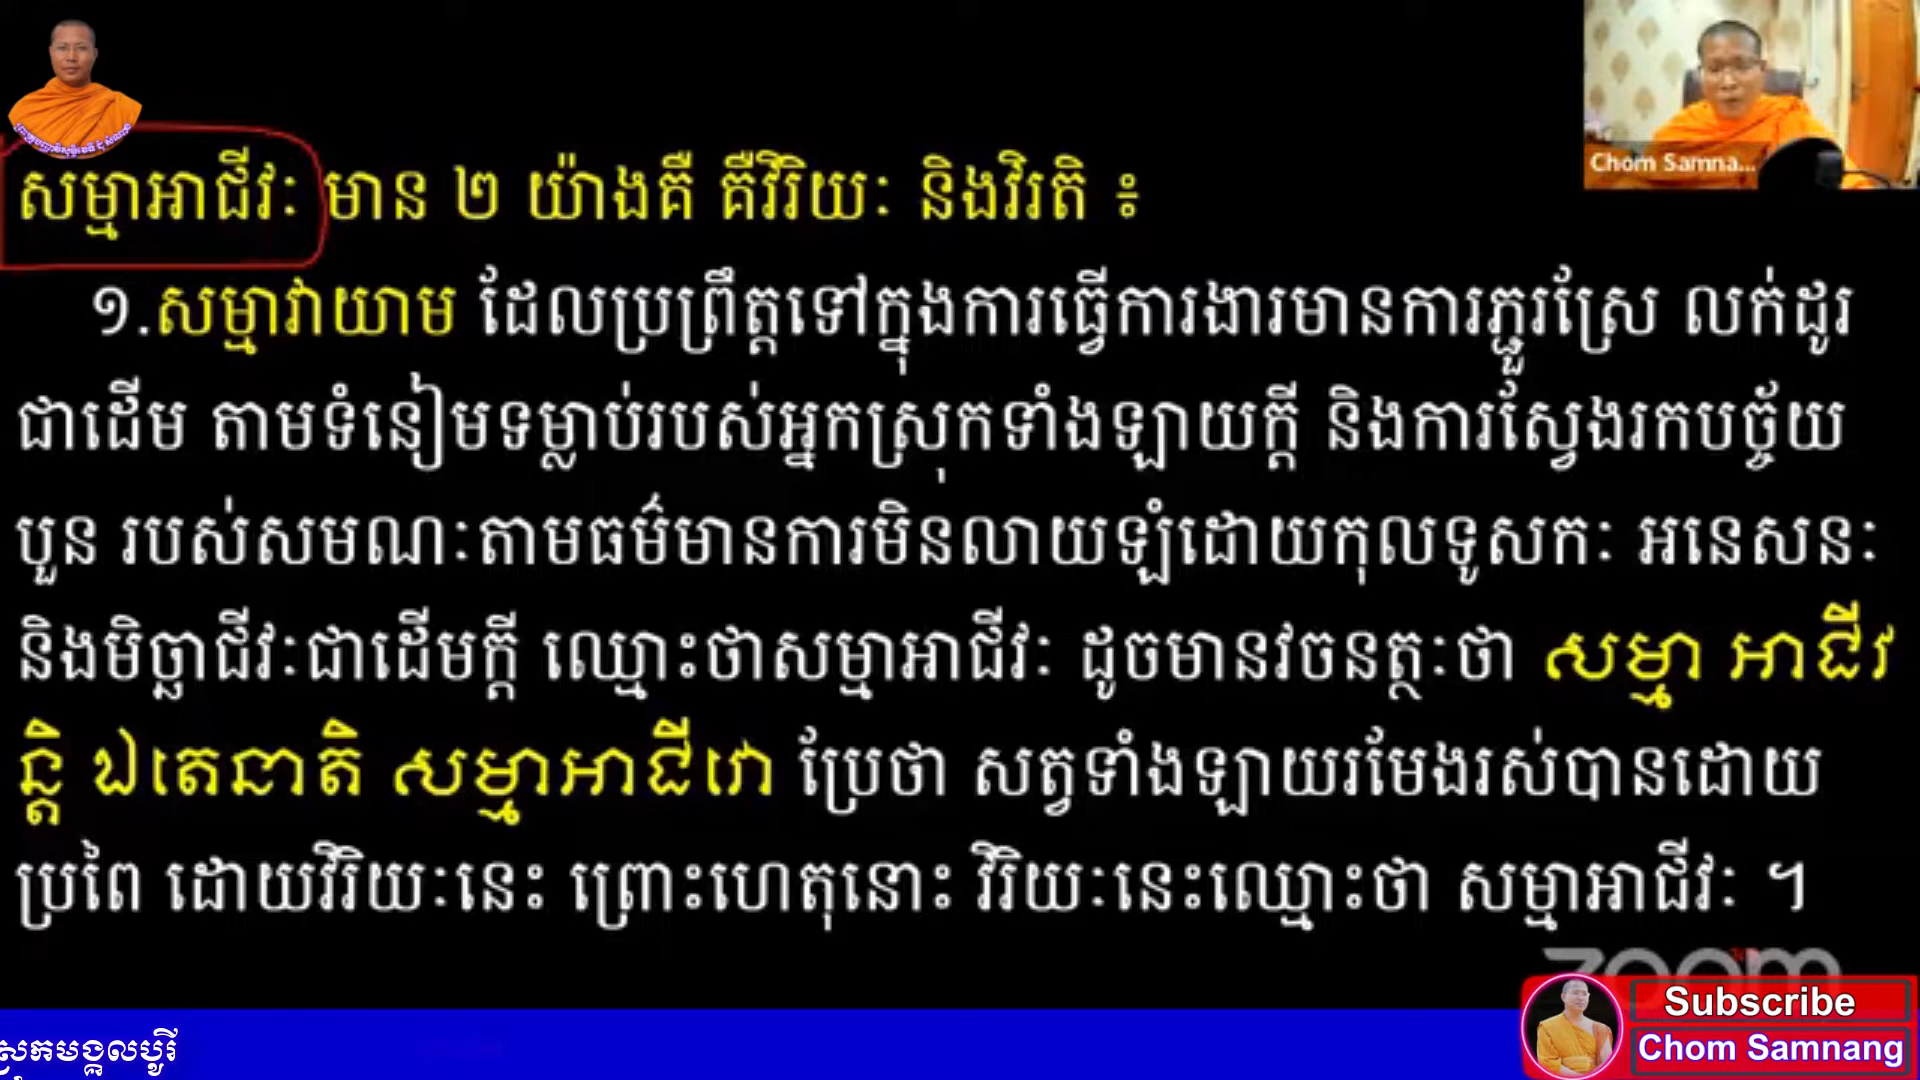 Chom Samna...
សម្មាអាជីវៈ មាន ២ យ៉ាងគឺ គឺវិរិយៈ និងវិរតិ ៖
១.សម្មាវាយាម ដែលប្រព្រឹត្តទៅក្នុងការធ្វើការងារមានការភ្ជួរស្រែ លក់ដូរ
ជាដើម តាមទំនៀមទម្លាប់របស់អ្នកស្រុកទាំងឡាយក្តី និងការស្វែងរកបច្ច័យ
បួន របស់សមណៈតាមធម៌មានការមិនលាយឡំដោយកុលទូសកៈ អនេសនៈ
និងមិច្ឆាជីវៈជាដើមក្តី ឈ្មោះថាសម្មាអាជីវៈ ដូចមានវចនត្ថៈថា សម្មា អាជីវ
ន្តិ ឯតេនាតិ សម្មាអាជីវោ ប្រែថា សត្វទាំងឡាយរមែងរស់បានដោយ
ប្រពៃ ដោយវិរិយៈនេះ ព្រោះហេតុនោះ វិរិយៈនេះឈ្មោះថា សម្មាអាជីវៈ ។
zoom
Subscribe
Chom Samnang
ស្រុកមង្គលបូរី